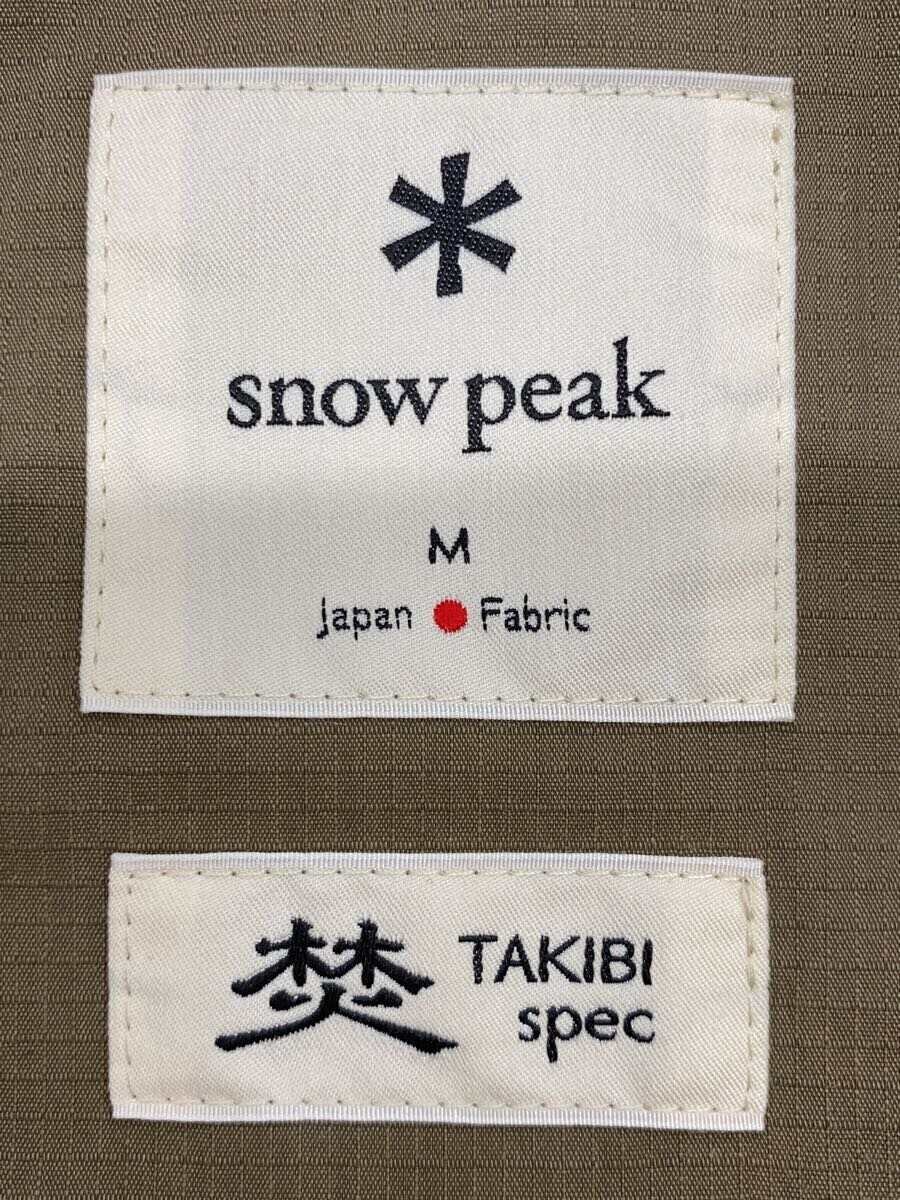 snow peak
M
Japan Fabric
焚 TAKIBI
spec